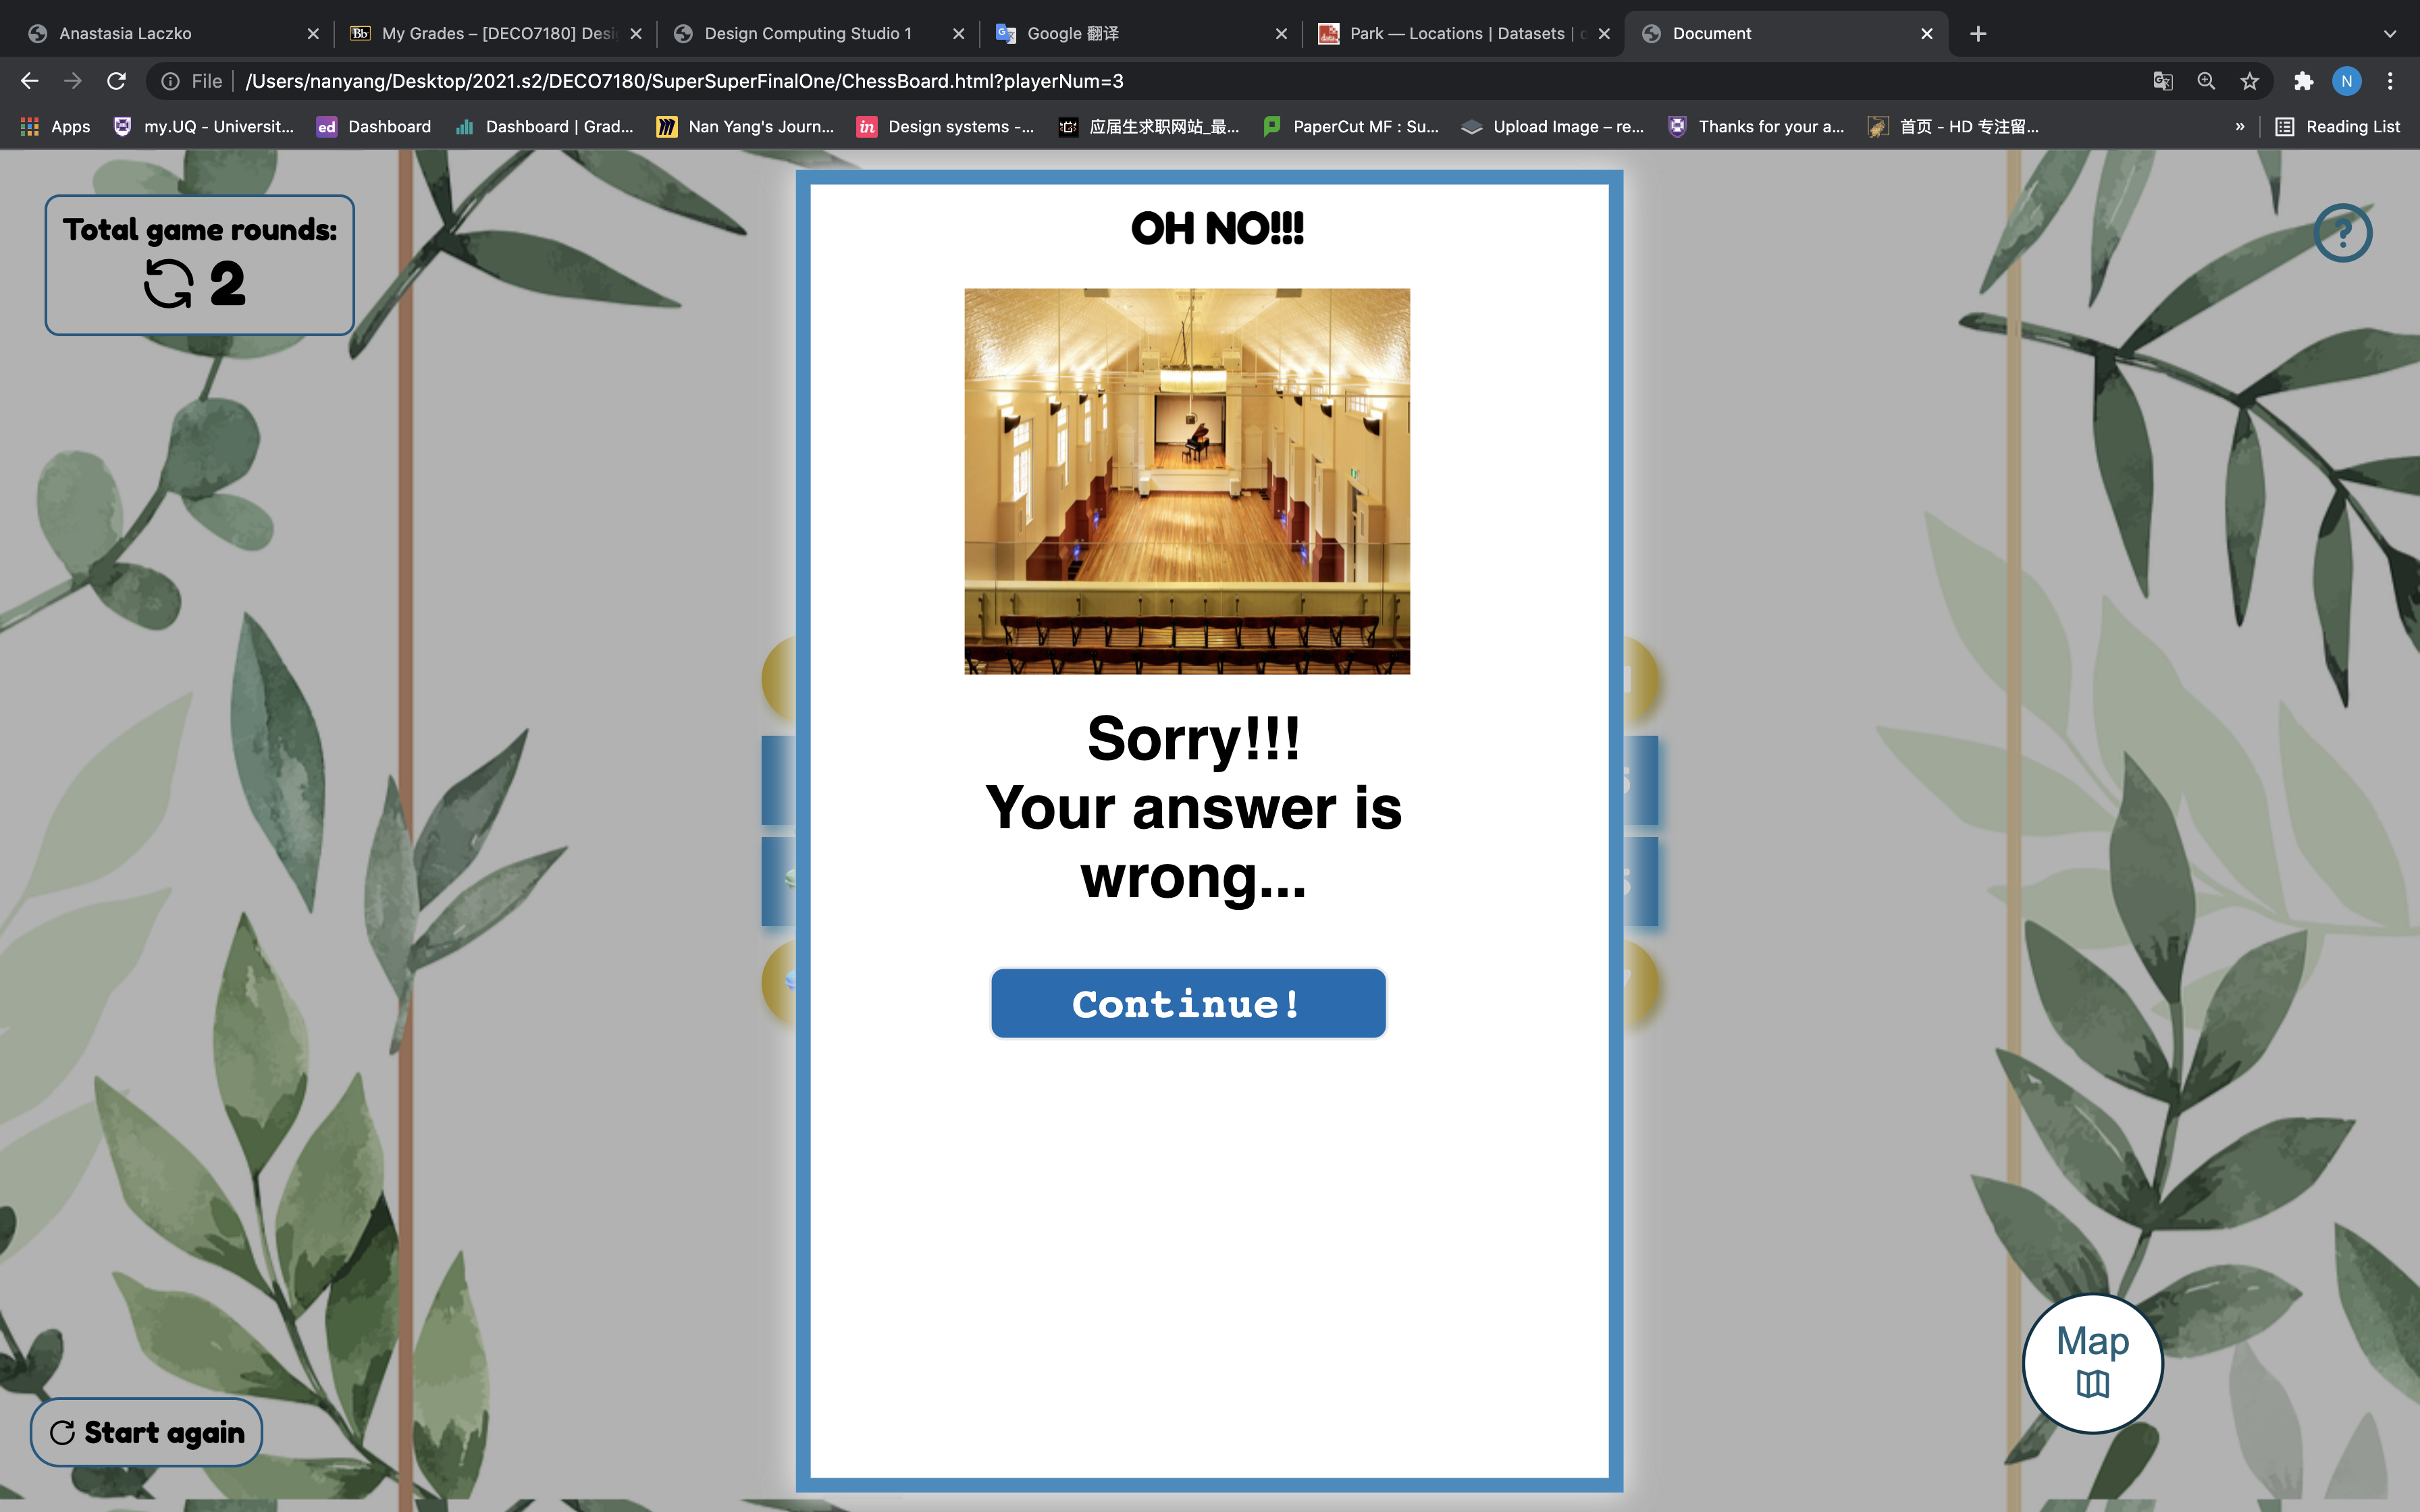 Anastasia Laczko
My Grades – [DECO7180] Desi
Design Computing Studio 1
Google 翻译
Park — Locations | Datasets |
Document
File
/Users/nanyang/Desktop/2021.s2/DECO7180/SuperSuperFinalOne/ChessBoard.html?playerNum=3
N
Apps
my.UQ - Universit...
ed Dashboard
Dashboard | Grad...
Nan Yang's Journ...
in Design systems -...
应届生求职网站_最...
PaperCut MF : Su...
Upload Image – re...
Thanks for your a...
首页 - HD 专注留...
»
Reading List
Total game rounds:
2
?
OH NO!!!
Sorry!!!
Your answer is
wrong...
Continue!
Map
Start again